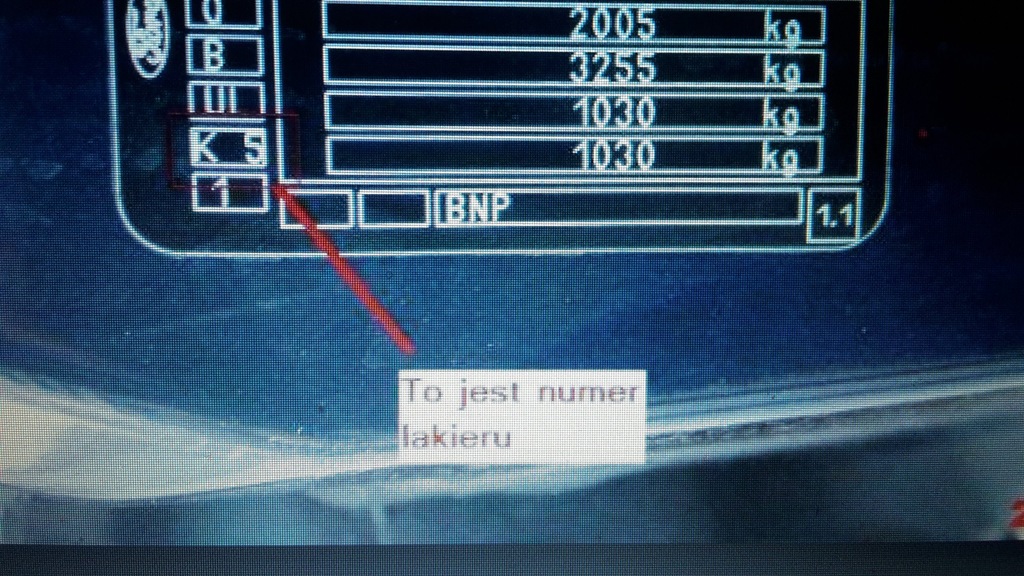 2005 kg
B 3255 kg
1030 kg
K 5 1030 kg
1
BNP 1.1
To jest numer
lakieru